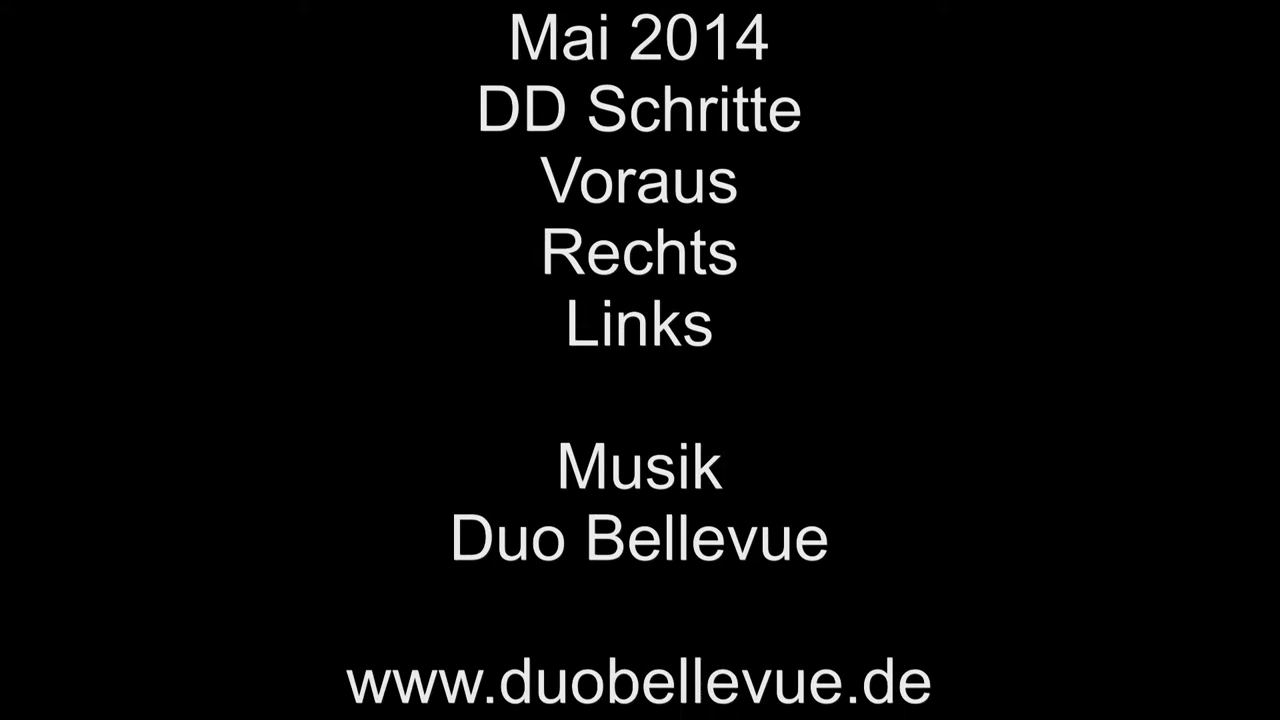 Mai 2014
DD Schritte
Voraus
Rechts
Links
Musik
Duo Bellevue
www.duobellevue.de